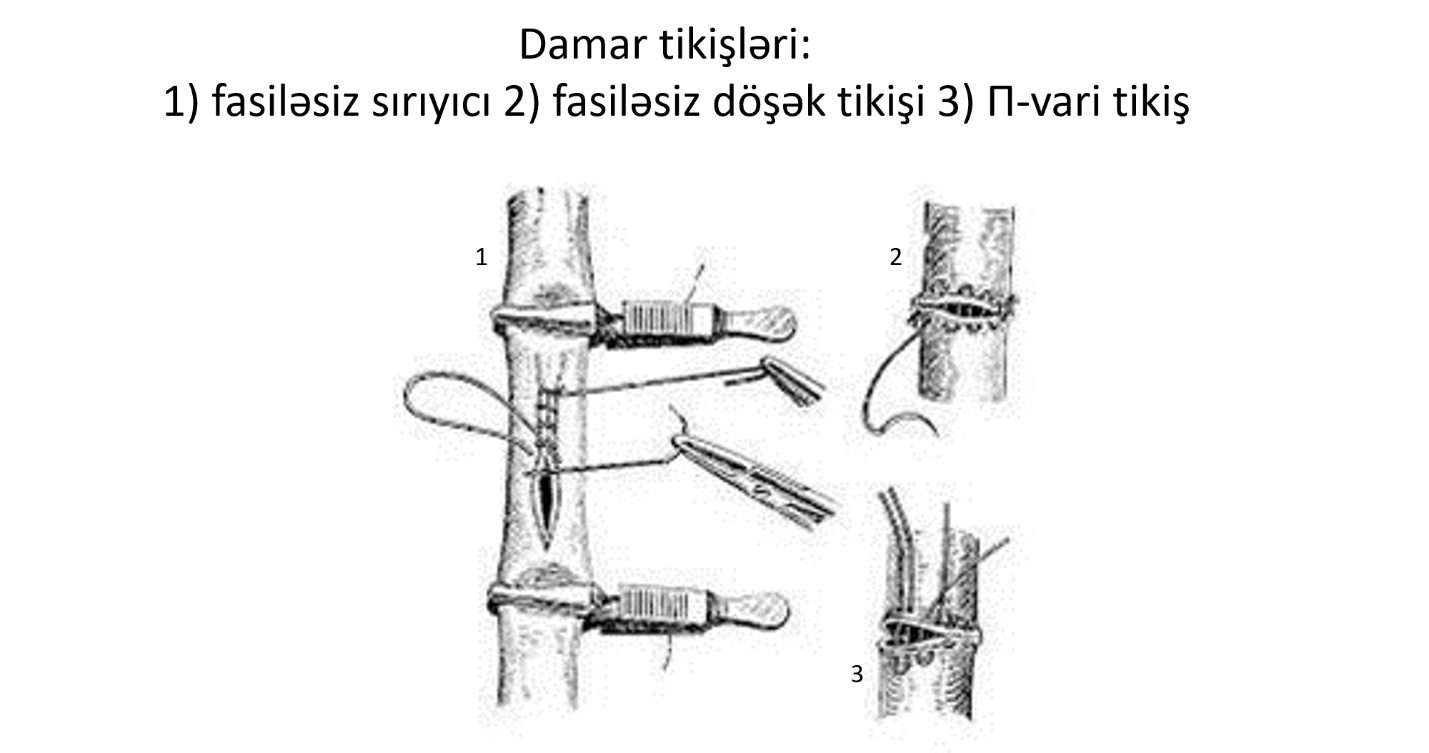 Damar tikişləri:
1) fasiləsiz sırıyıcı 2) fasiləsiz döşək tikişi 3) П-vari tikiş
1
2
3